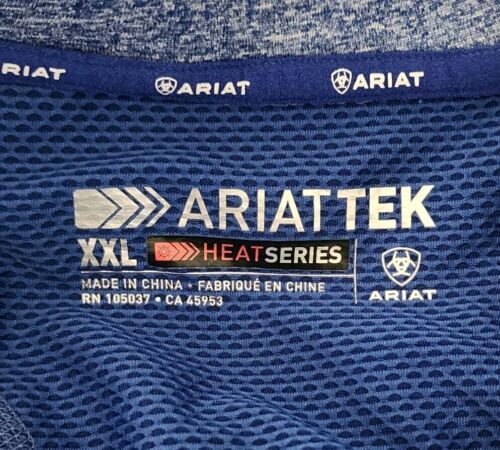 ARIAT ARIAT ARIAT
ARIATTEK
XXL HEATSERIES
MADE IN CHINA • FABRIQUÉ EN CHINE
RN 105037 • CA 45953
ARIAT